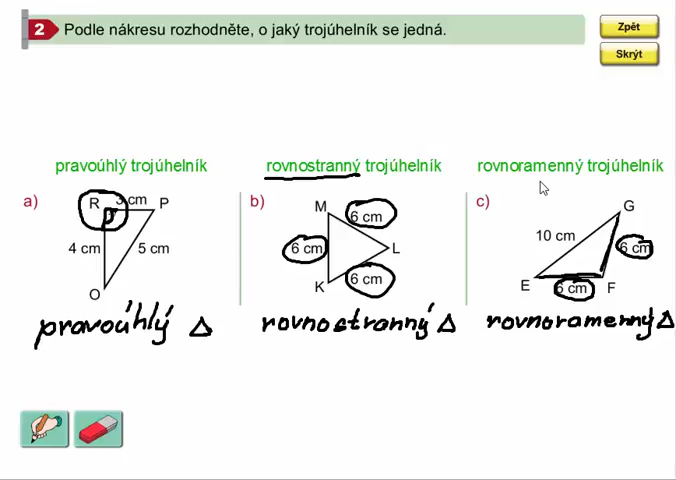 2 Podle nákresu rozhodněte, o jaký trojúhelník se jedná.
Zpět
Skrýt
pravoúhlý trojúhelník
rovnostranný trojúhelník
rovnoramenný trojúhelník
a)
R
3 cm
P
4 cm
5 cm
O
b)
M
6 cm
6 cm
L
6 cm
K
c)
G
10 cm
6 cm
E
6 cm
F
pravoúhlý Δ
rovnostranný Δ
rovnoramenný Δ